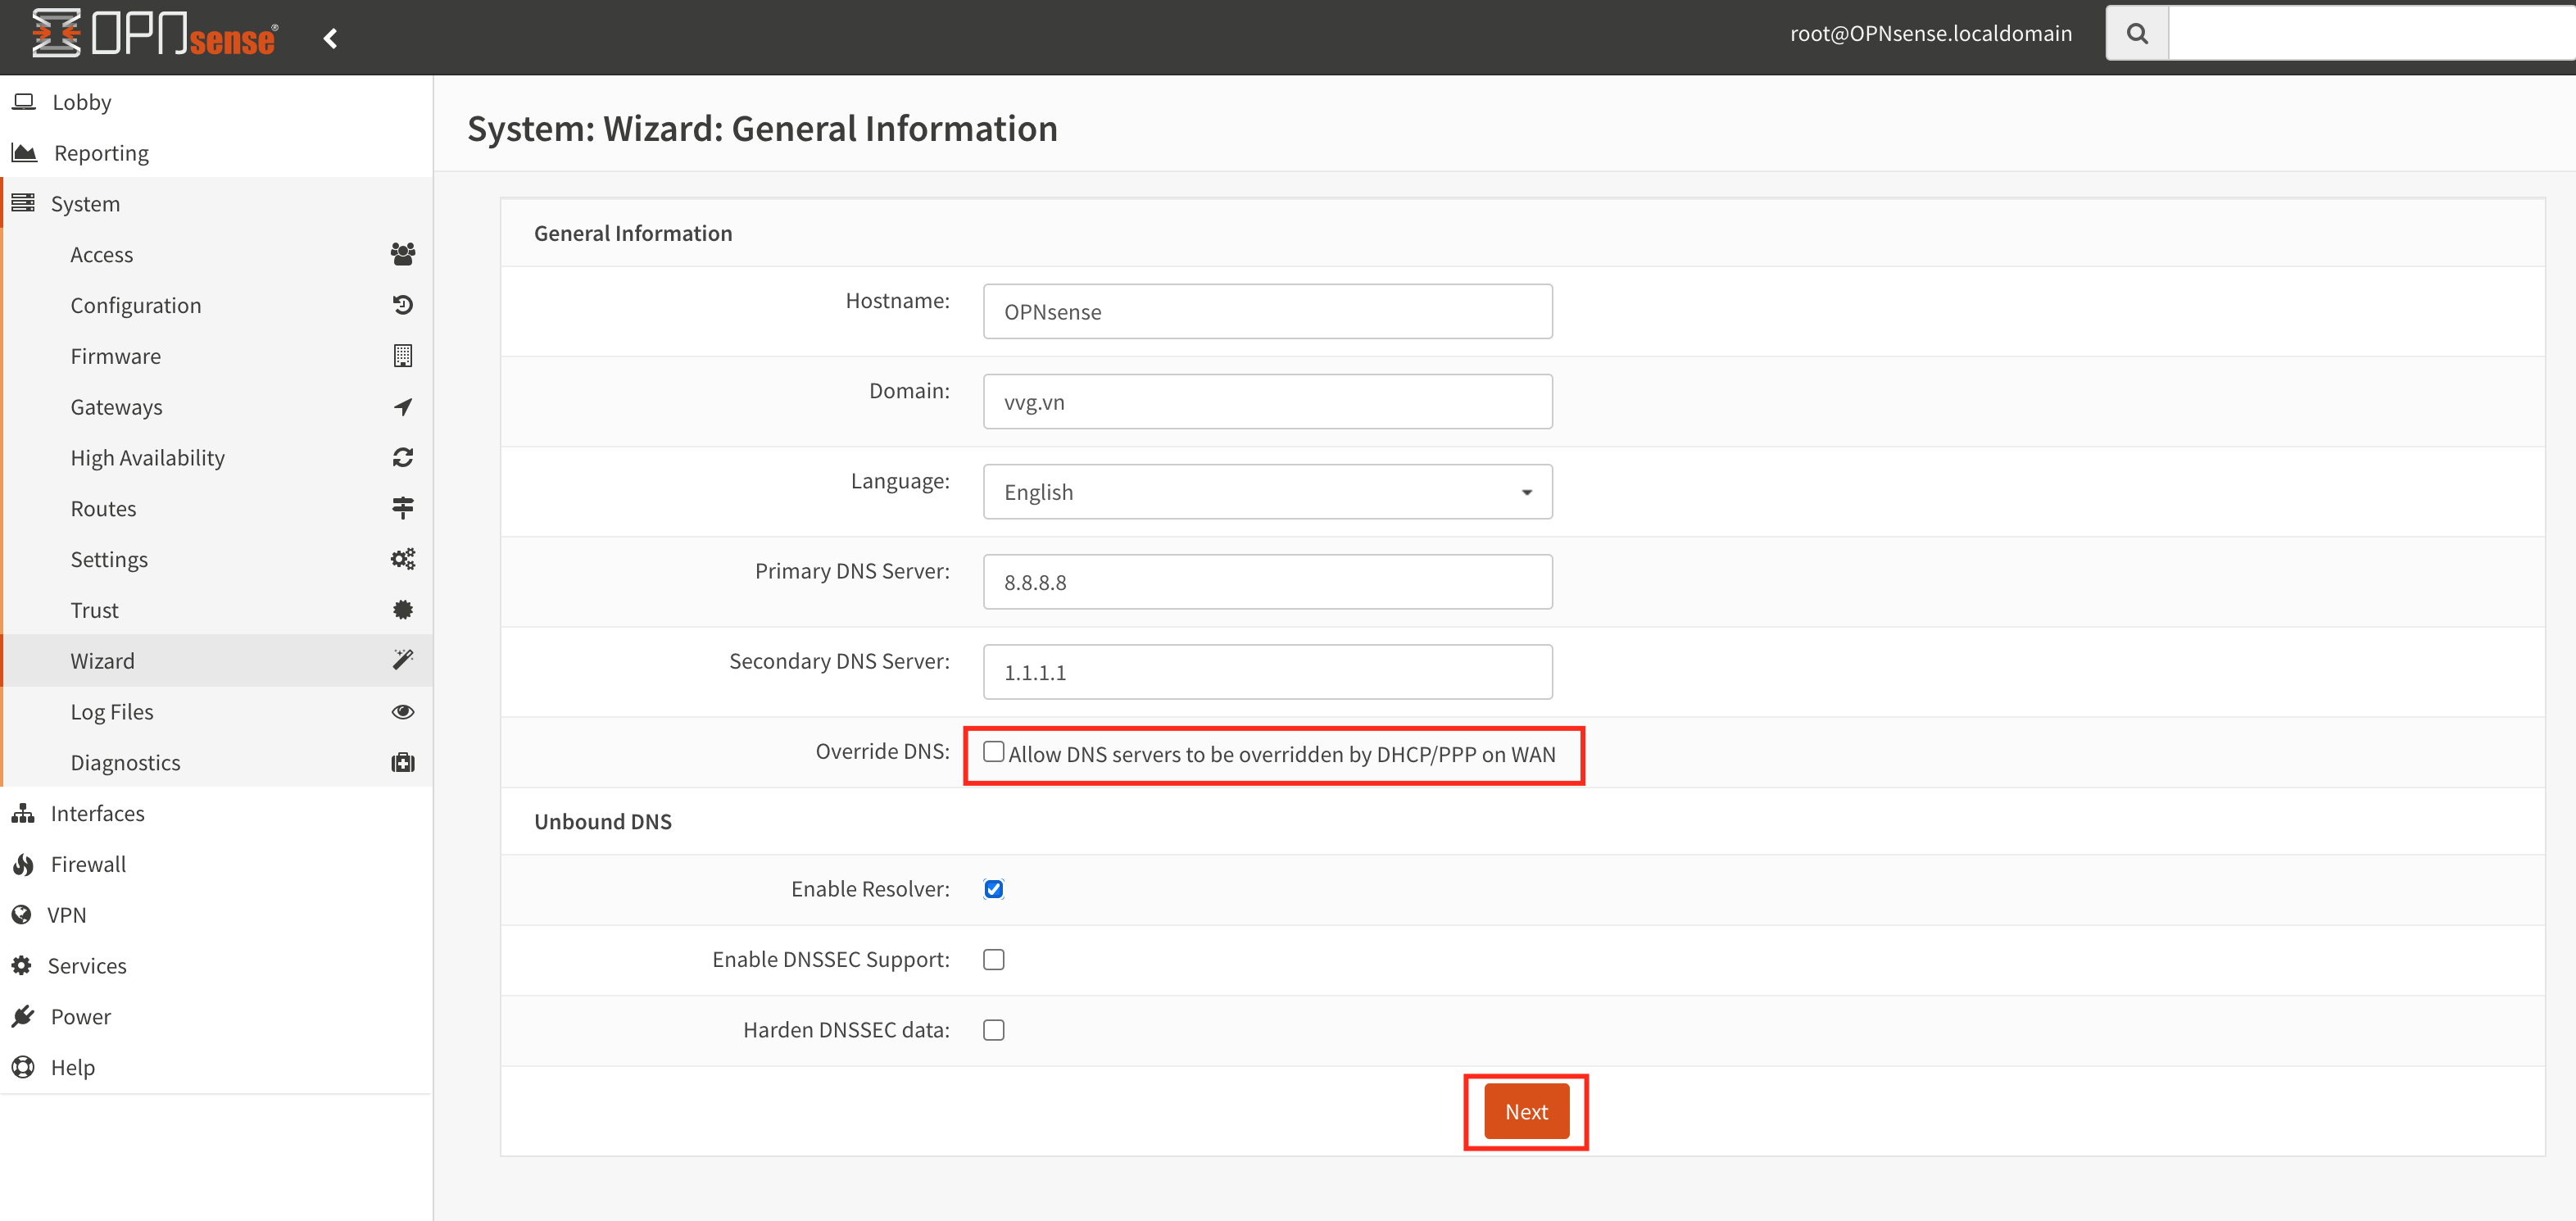 OPNsense®
root@OPNsense.localdomain
Lobby
Reporting
System
Access
Configuration
Firmware
Gateways
High Availability
Routes
Settings
Trust
Wizard
Log Files
Diagnostics
Interfaces
Firewall
VPN
Services
Power
Help
System: Wizard: General Information
General Information
Hostname: OPNsense
Domain: vvg.vn
Language: English
Primary DNS Server: 8.8.8.8
Secondary DNS Server: 1.1.1.1
Override DNS: Allow DNS servers to be overridden by DHCP/PPP on WAN
Unbound DNS
Enable Resolver:
Enable DNSSEC Support:
Harden DNSSEC data:
Next